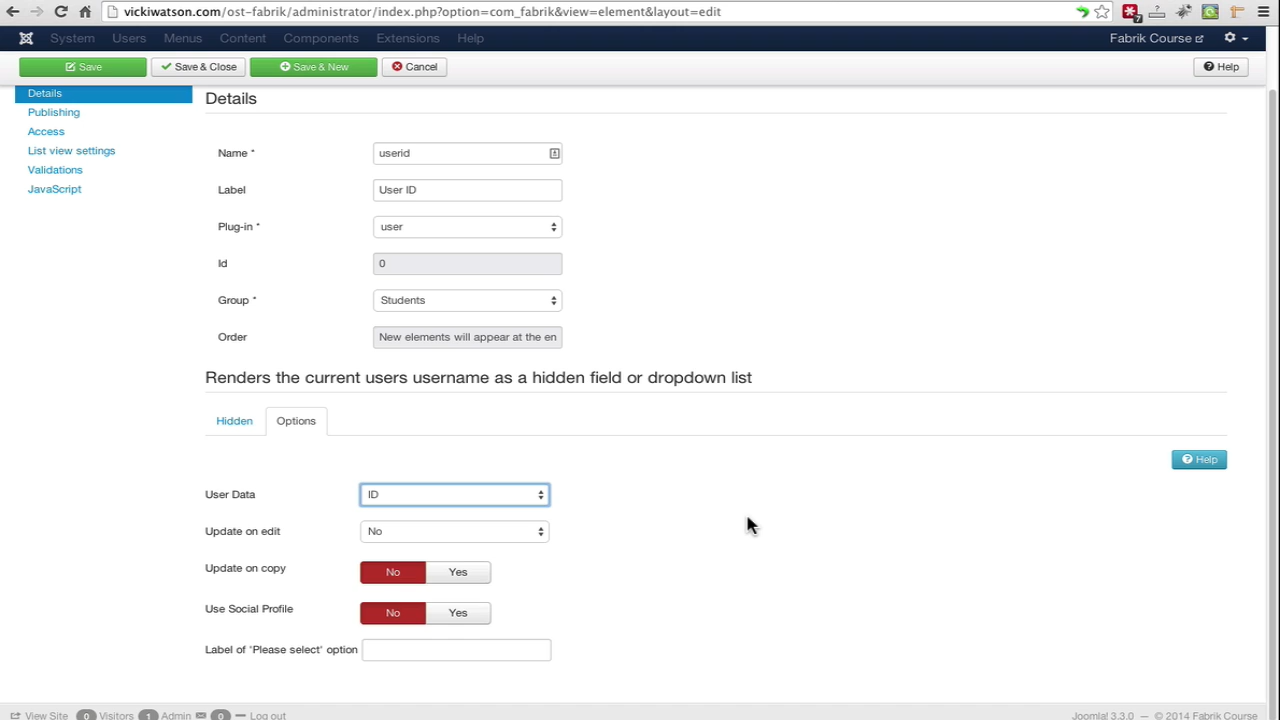 vickiwatson.com/ost-fabrik/administrator/index.php?option=com_fabrik&view=element&layout=edit
7
System Users Menus Content Components Extensions Help Fabrik Course
Save Save & Close Save & New Cancel Help
Details
Publishing
Access
List view settings
Validations
JavaScript
Details
Name * userid
Label User ID
Plug-in * user
Id 0
Group * Students
Order New elements will appear at the en
Renders the current users username as a hidden field or dropdown list
Hidden Options
Help
User Data ID
Update on edit No
Update on copy No Yes
Use Social Profile No Yes
Label of 'Please select' option
View Site 0 Visitors 1 Admin 0 Log out Joomla! 3.3.0 — © 2014 Fabrik Course